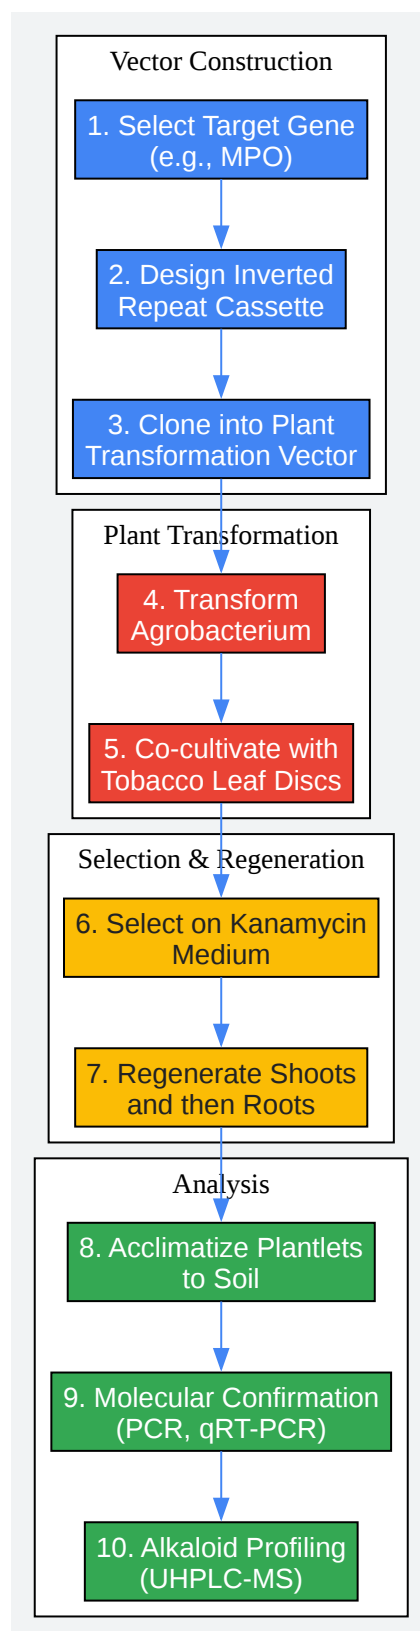 Vector Construction
1. Select Target Gene
(e.g., MPO)
2. Design Inverted
Repeat Cassette
3. Clone into Plant
Transformation Vector
Plant Transformation
4. Transform
Agrobacterium
5. Co-cultivate with
Tobacco Leaf Discs
Selection & Regeneration
6. Select on Kanamycin
Medium
7. Regenerate Shoots
and then Roots
Analysis
8. Acclimatize Plantlets
to Soil
9. Molecular Confirmation
(PCR, qRT-PCR)
10. Alkaloid Profiling
(UHPLC-MS)